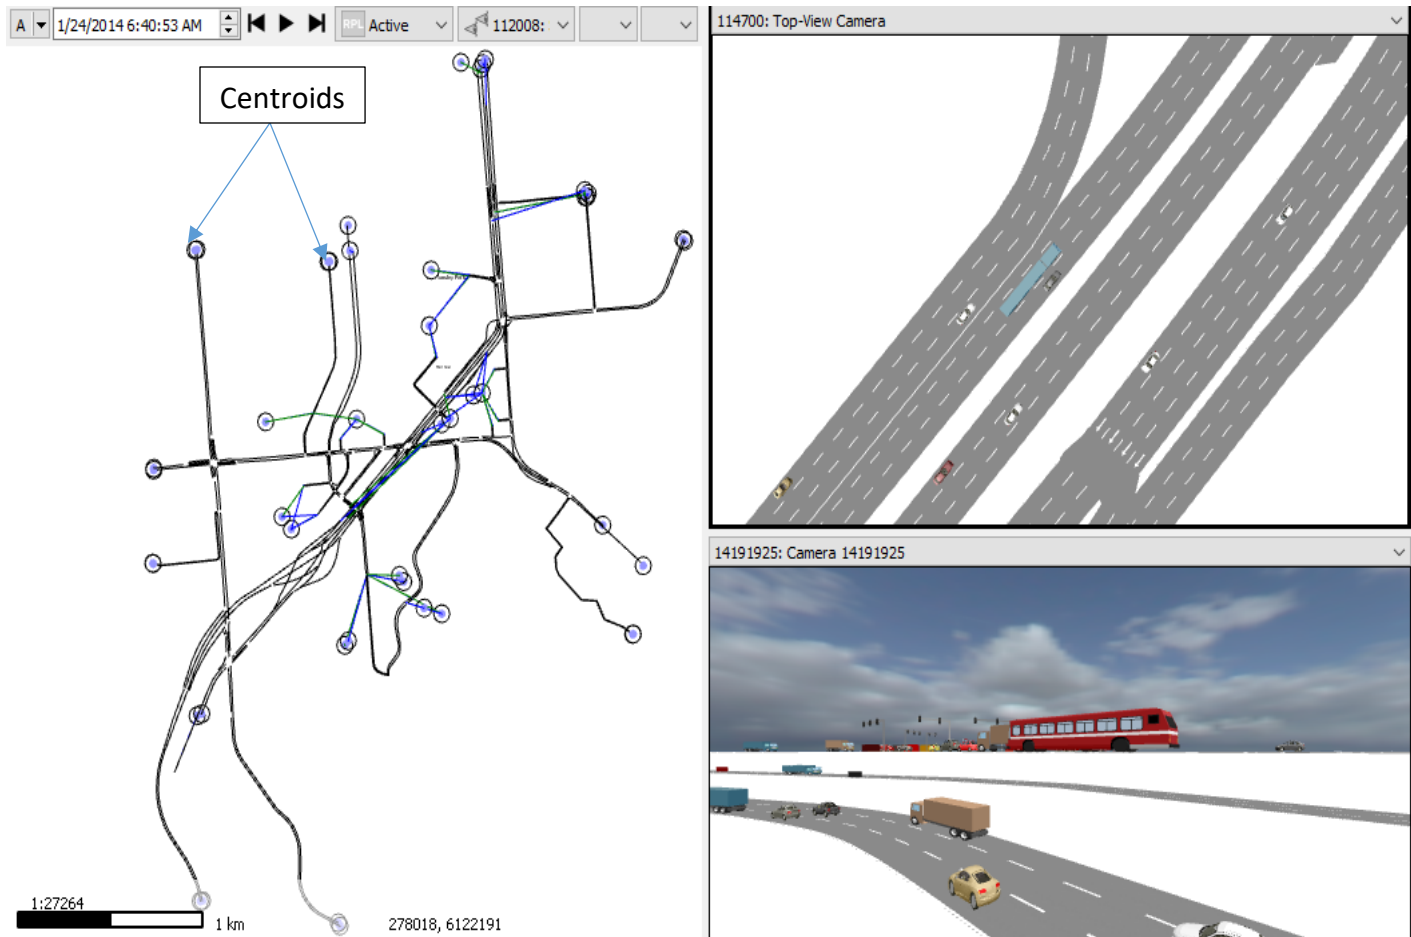 A
1/24/2014 6:40:53 AM
RPL Active
112008:
Centroids
1:27264
1 km
278018, 6122191
114700: Top-View Camera
14191925: Camera 14191925